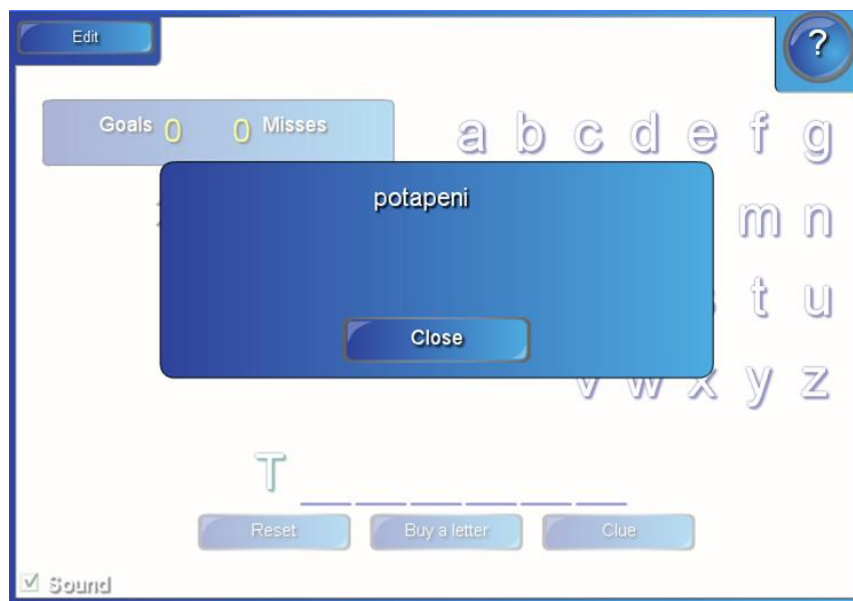 Edit
?
Goals 0 0 Misses
a b c d e f g
potapeni
m n
t u
Close
v w x y z
T _ _ _ _ _ _
Reset Buy a letter Clue
Sound